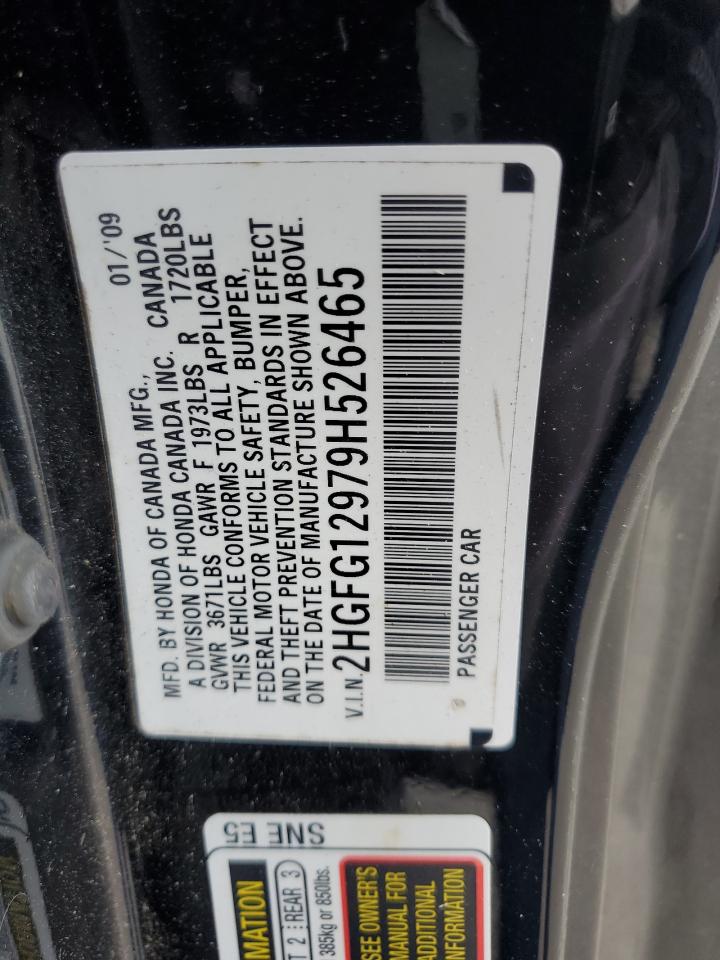 01/'09
MFD. BY HONDA OF CANADA MFG.,
A DIVISION OF HONDA CANADA INC. CANADA
GVWR 3671LBS GAWR F 1973LBS R 1720LBS
THIS VEHICLE CONFORMS TO ALL APPLICABLE
FEDERAL MOTOR VEHICLE SAFETY, BUMPER,
AND THEFT PREVENTION STANDARDS IN EFFECT
ON THE DATE OF MANUFACTURE SHOWN ABOVE.
V.I.N. 2HGFG12979H526465
PASSENGER CAR
SNE E5
2 REAR 3
385kg or 850lbs.
SEE OWNER'S
MANUAL FOR
ADDITIONAL